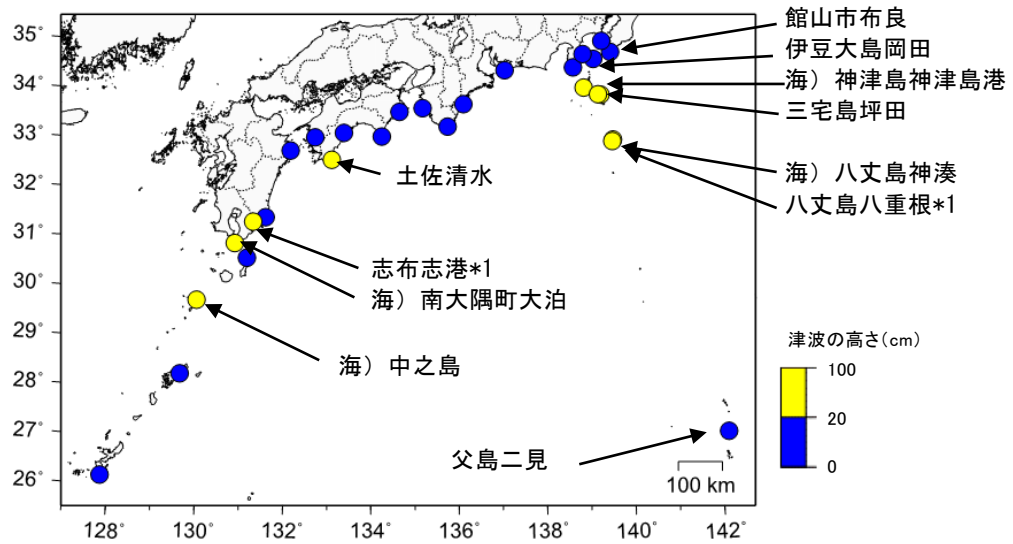 35°
34°
33°
32°
31°
30°
29°
28°
27°
26°
128°
130°
132°
134°
136°
138°
140°
142°
館山市布良
伊豆大島岡田
海）神津島神津島港
三宅島坪田
海）八丈島神湊
八丈島八重根*1
土佐清水
志布志港*1
海）南大隅町大泊
海）中之島
父島二見
100 km
津波の高さ(cm)
100
20
0